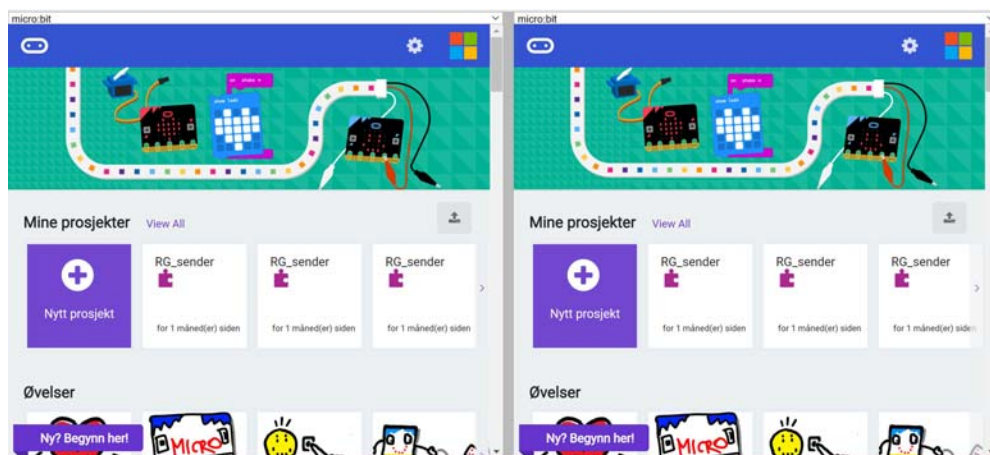 micro:bit
Mine prosjekter View All
Nytt prosjekt
RG_sender
for 1 måned(er) siden
RG_sender
for 1 måned(er) siden
RG_sender
for 1 måned(er) siden
Øvelser
Ny? Begynn her!
MICRO
micro:bit
Mine prosjekter View All
Nytt prosjekt
RG_sender
for 1 måned(er) siden
RG_sender
for 1 måned(er) siden
RG_sender
for 1 måned(er) siden
Øvelser
Ny? Begynn her!
MICRO